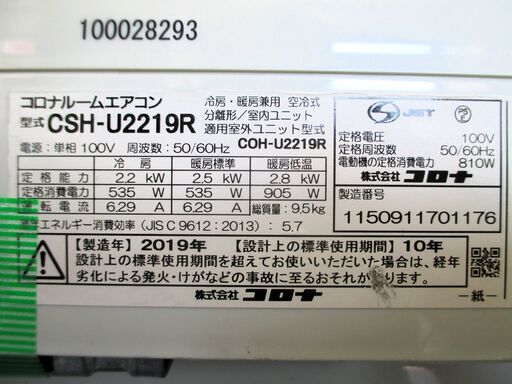 100028293
コロナルームエアコン
型式 CSH-U2219R
冷房・暖房兼用 空冷式
分離形/室内ユニット
適用室外ユニット型式
電源:単相 100V 周波数:50/60Hz COH-U2219R
冷 房 暖房標準 暖房低温
定 格 能 力 2.2 kW 2.5 kW 2.8 kW
定格消費電力 535 W 535 W 905 W
運 転 電 流 6.29 A 6.29 A 総質量:9.5kg
エネルギー消費効率 (JIS C 9612:2013):5.7
JET
PS E
定格電圧 100V
定格周波数 50/60Hz
電動機の定格消費電力 810W
株式会社 コロナ
製造番号
1150911701176
【製造年】2019年 【設計上の標準使用期間】10年
設計上の標準使用期間を超えてお使いいただいた場合は、経年
劣化による発火・けがなどの事故に至るおそれがあります。
株式会社 コロナ
―紙―